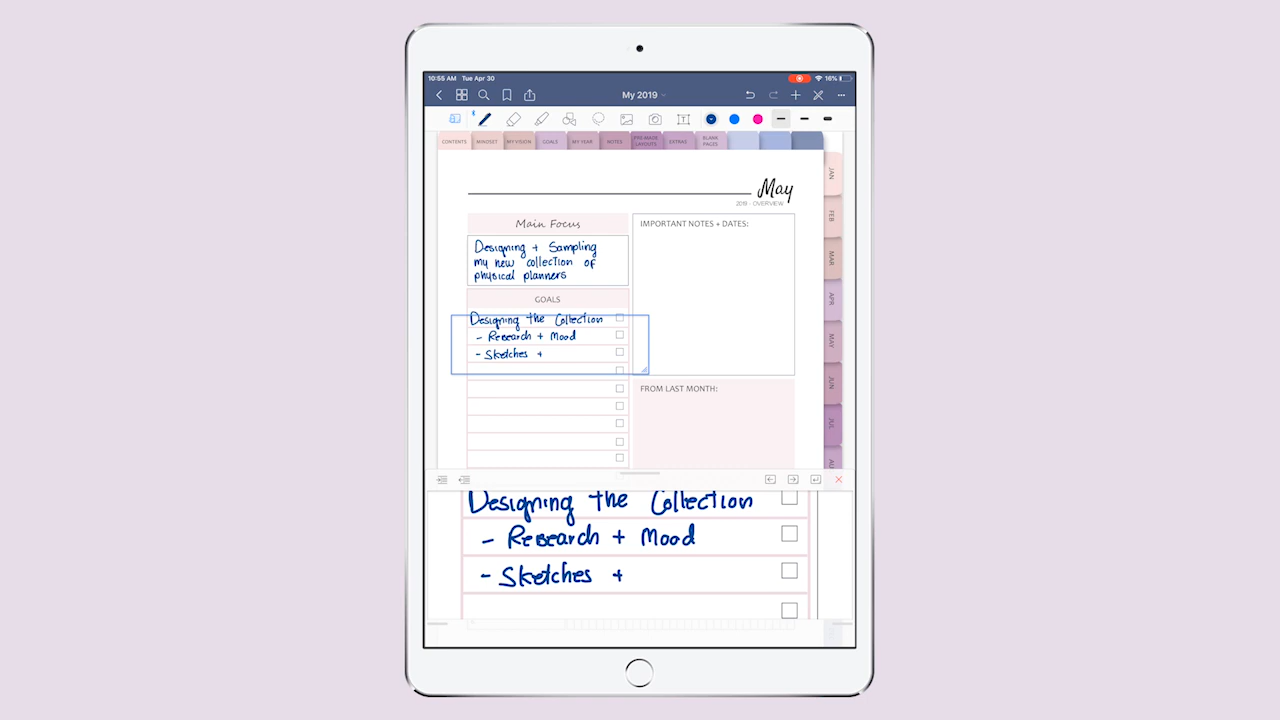 10:55 AM Tue Apr 30
16%
My 2019
CONTENTS MINDSET MY VISION GOALS MY YEAR NOTES PRE MADE LAYOUTS EXTRAS BLANK PAGES
May
2019 - OVERVIEW
Main Focus
Designing + Sampling
my new collection of
physical planners
GOALS
Designing the Collection
- Research + Mood
- Sketches +
IMPORTANT NOTES + DATES:
FROM LAST MONTH:
JAN
FEB
MAR
APR
MAY
JUN
JUL
AU
Designing the Collection
- Research + Mood
- Sketches +